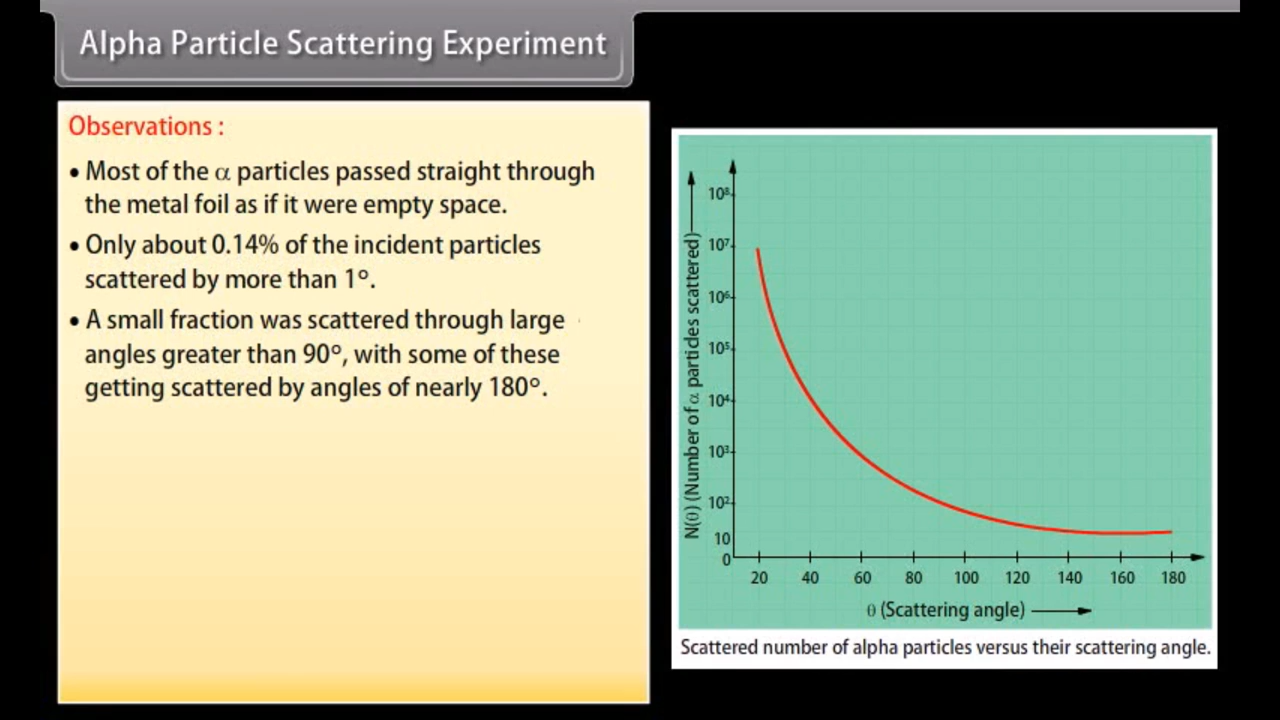 Alpha Particle Scattering Experiment
Observations :
• Most of the α particles passed straight through
the metal foil as if it were empty space.
• Only about 0.14% of the incident particles
scattered by more than 1°.
• A small fraction was scattered through large
angles greater than 90°, with some of these
getting scattered by angles of nearly 180°.
N(θ) (Number of α particles scattered)
10⁸
10⁷
10⁶
10⁵
10⁴
10³
10²
10
0
20 40 60 80 100 120 140 160 180
θ (Scattering angle)
Scattered number of alpha particles versus their scattering angle.